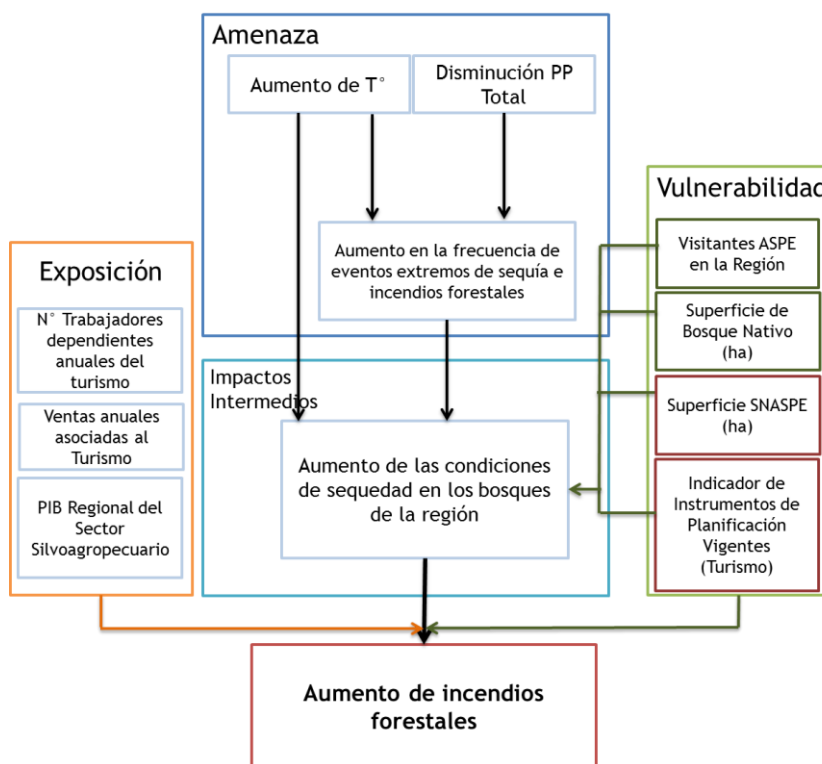 Amenaza
Aumento de T°
Disminución PP
Total
Aumento en la frecuencia de
eventos extremos de sequía e
incendios forestales
Exposición
N° Trabajadores
dependientes
anuales del
turismo
Ventas anuales
asociadas al
Turismo
PIB Regional del
Sector
Silvoagropecuario
Impactos
Intermedios
Aumento de las condiciones
de sequedad en los bosques
de la región
Vulnerabilidad
Visitantes ASPE
en la Región
Superficie de
Bosque Nativo
(ha)
Superficie SNASPE
(ha)
Indicador de
Instrumentos de
Planificación
Vigentes
(Turismo)
Aumento de incendios
forestales